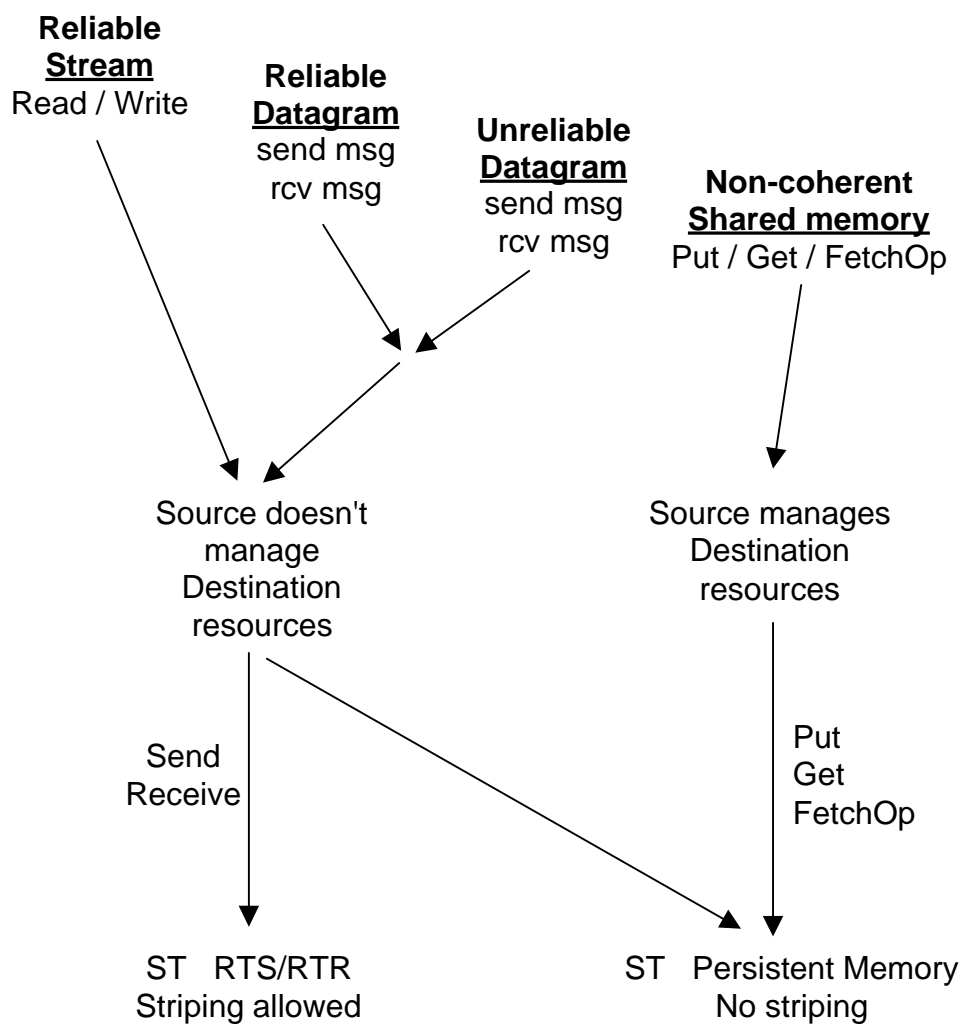 Reliable
Stream
Read / Write
Reliable
Datagram
send msg
rcv msg
Unreliable
Datagram
send msg
rcv msg
Non-coherent
Shared memory
Put / Get / FetchOp
Source doesn't
manage
Destination
resources
Source manages
Destination
resources
Send
Receive
Put
Get
FetchOp
ST RTS/RTR
Striping allowed
ST Persistent Memory
No striping